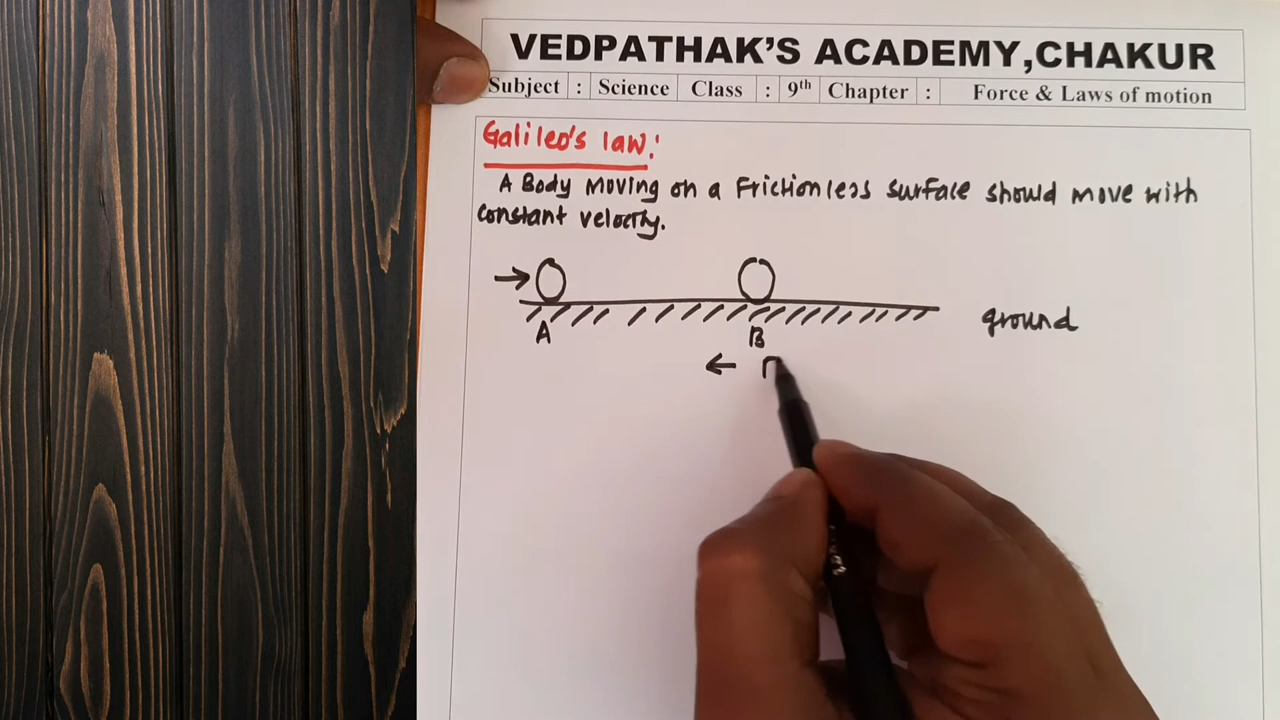 VEDPATHAK'S ACADEMY,CHAKUR
Subject : Science Class : 9th Chapter : Force & Laws of motion
Galileo's law:
A Body moving on a Frictionless surface should move with
constant velocity.
ground
A B